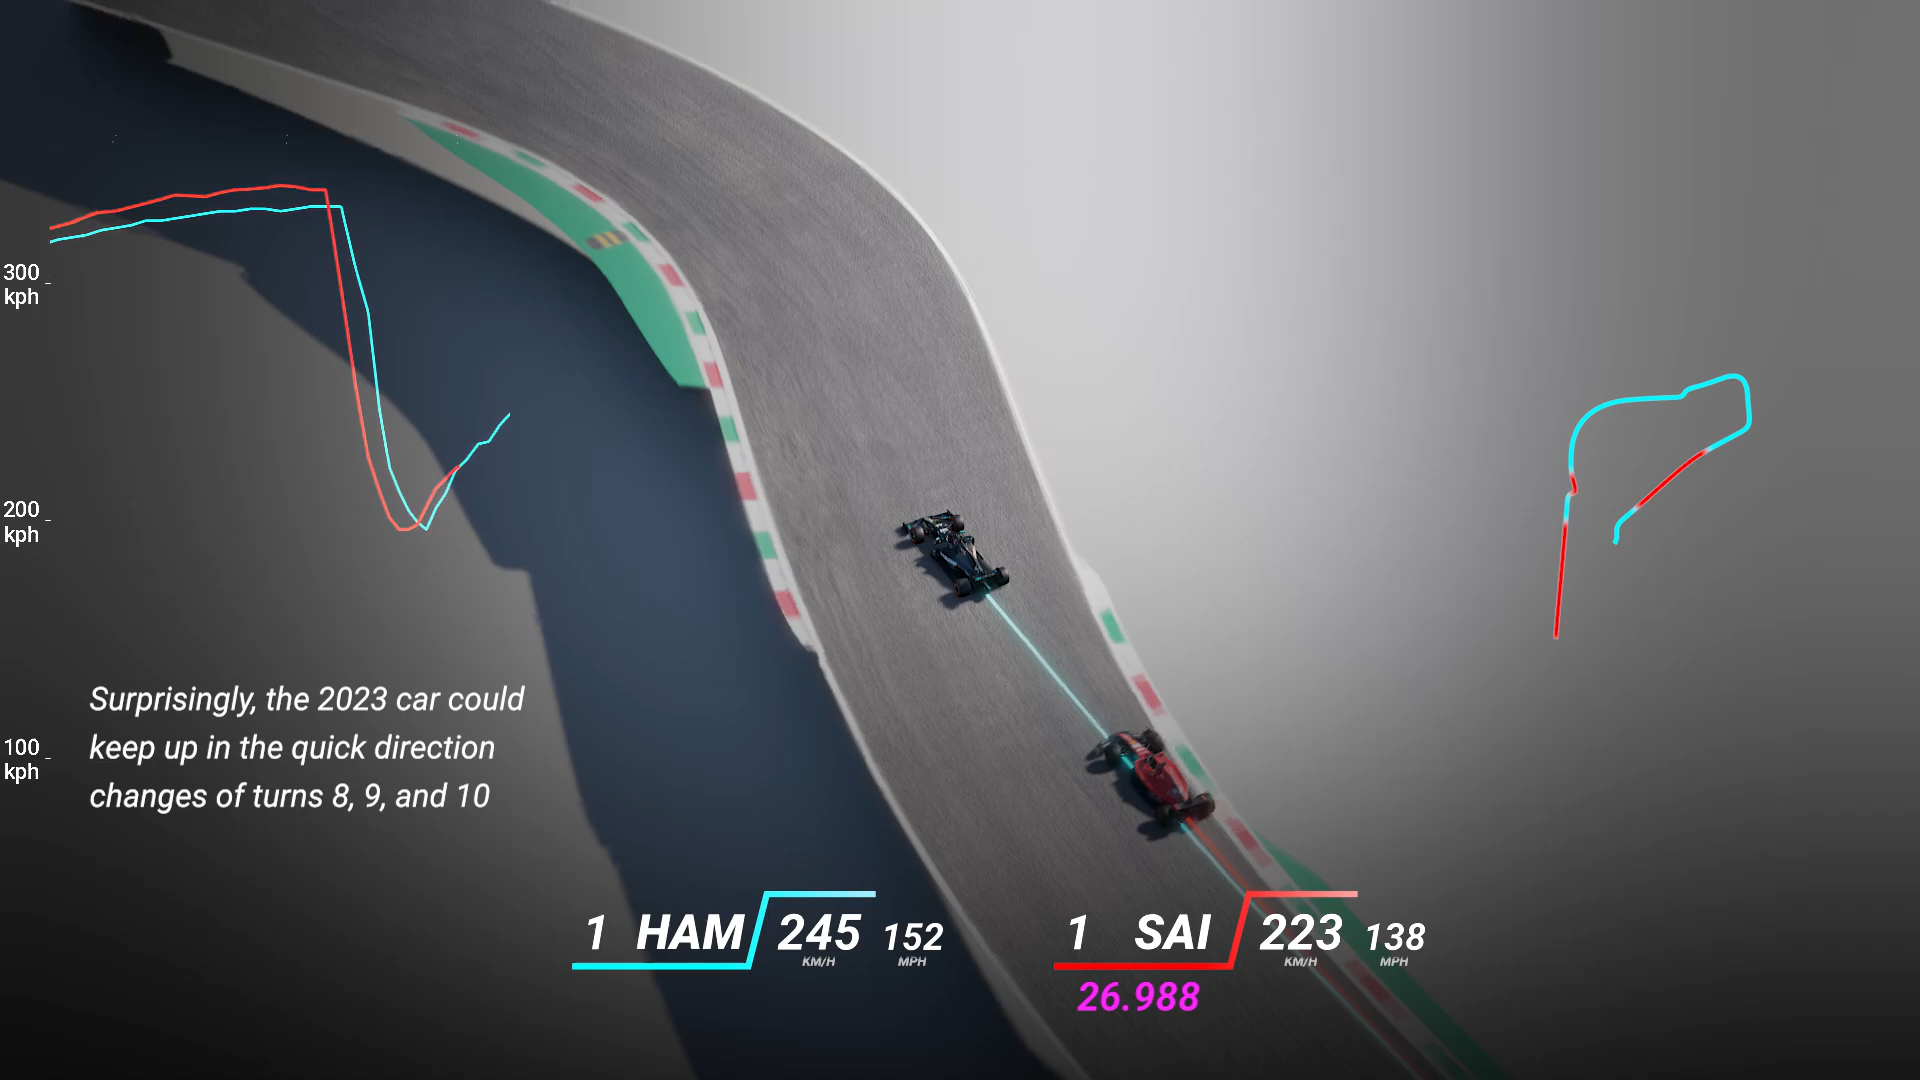 300
kph
200
kph
100
kph
Surprisingly, the 2023 car could
keep up in the quick direction
changes of turns 8, 9, and 10
1 HAM 245 152
KM/H MPH
1 SAI 223 138
KM/H MPH
26.988